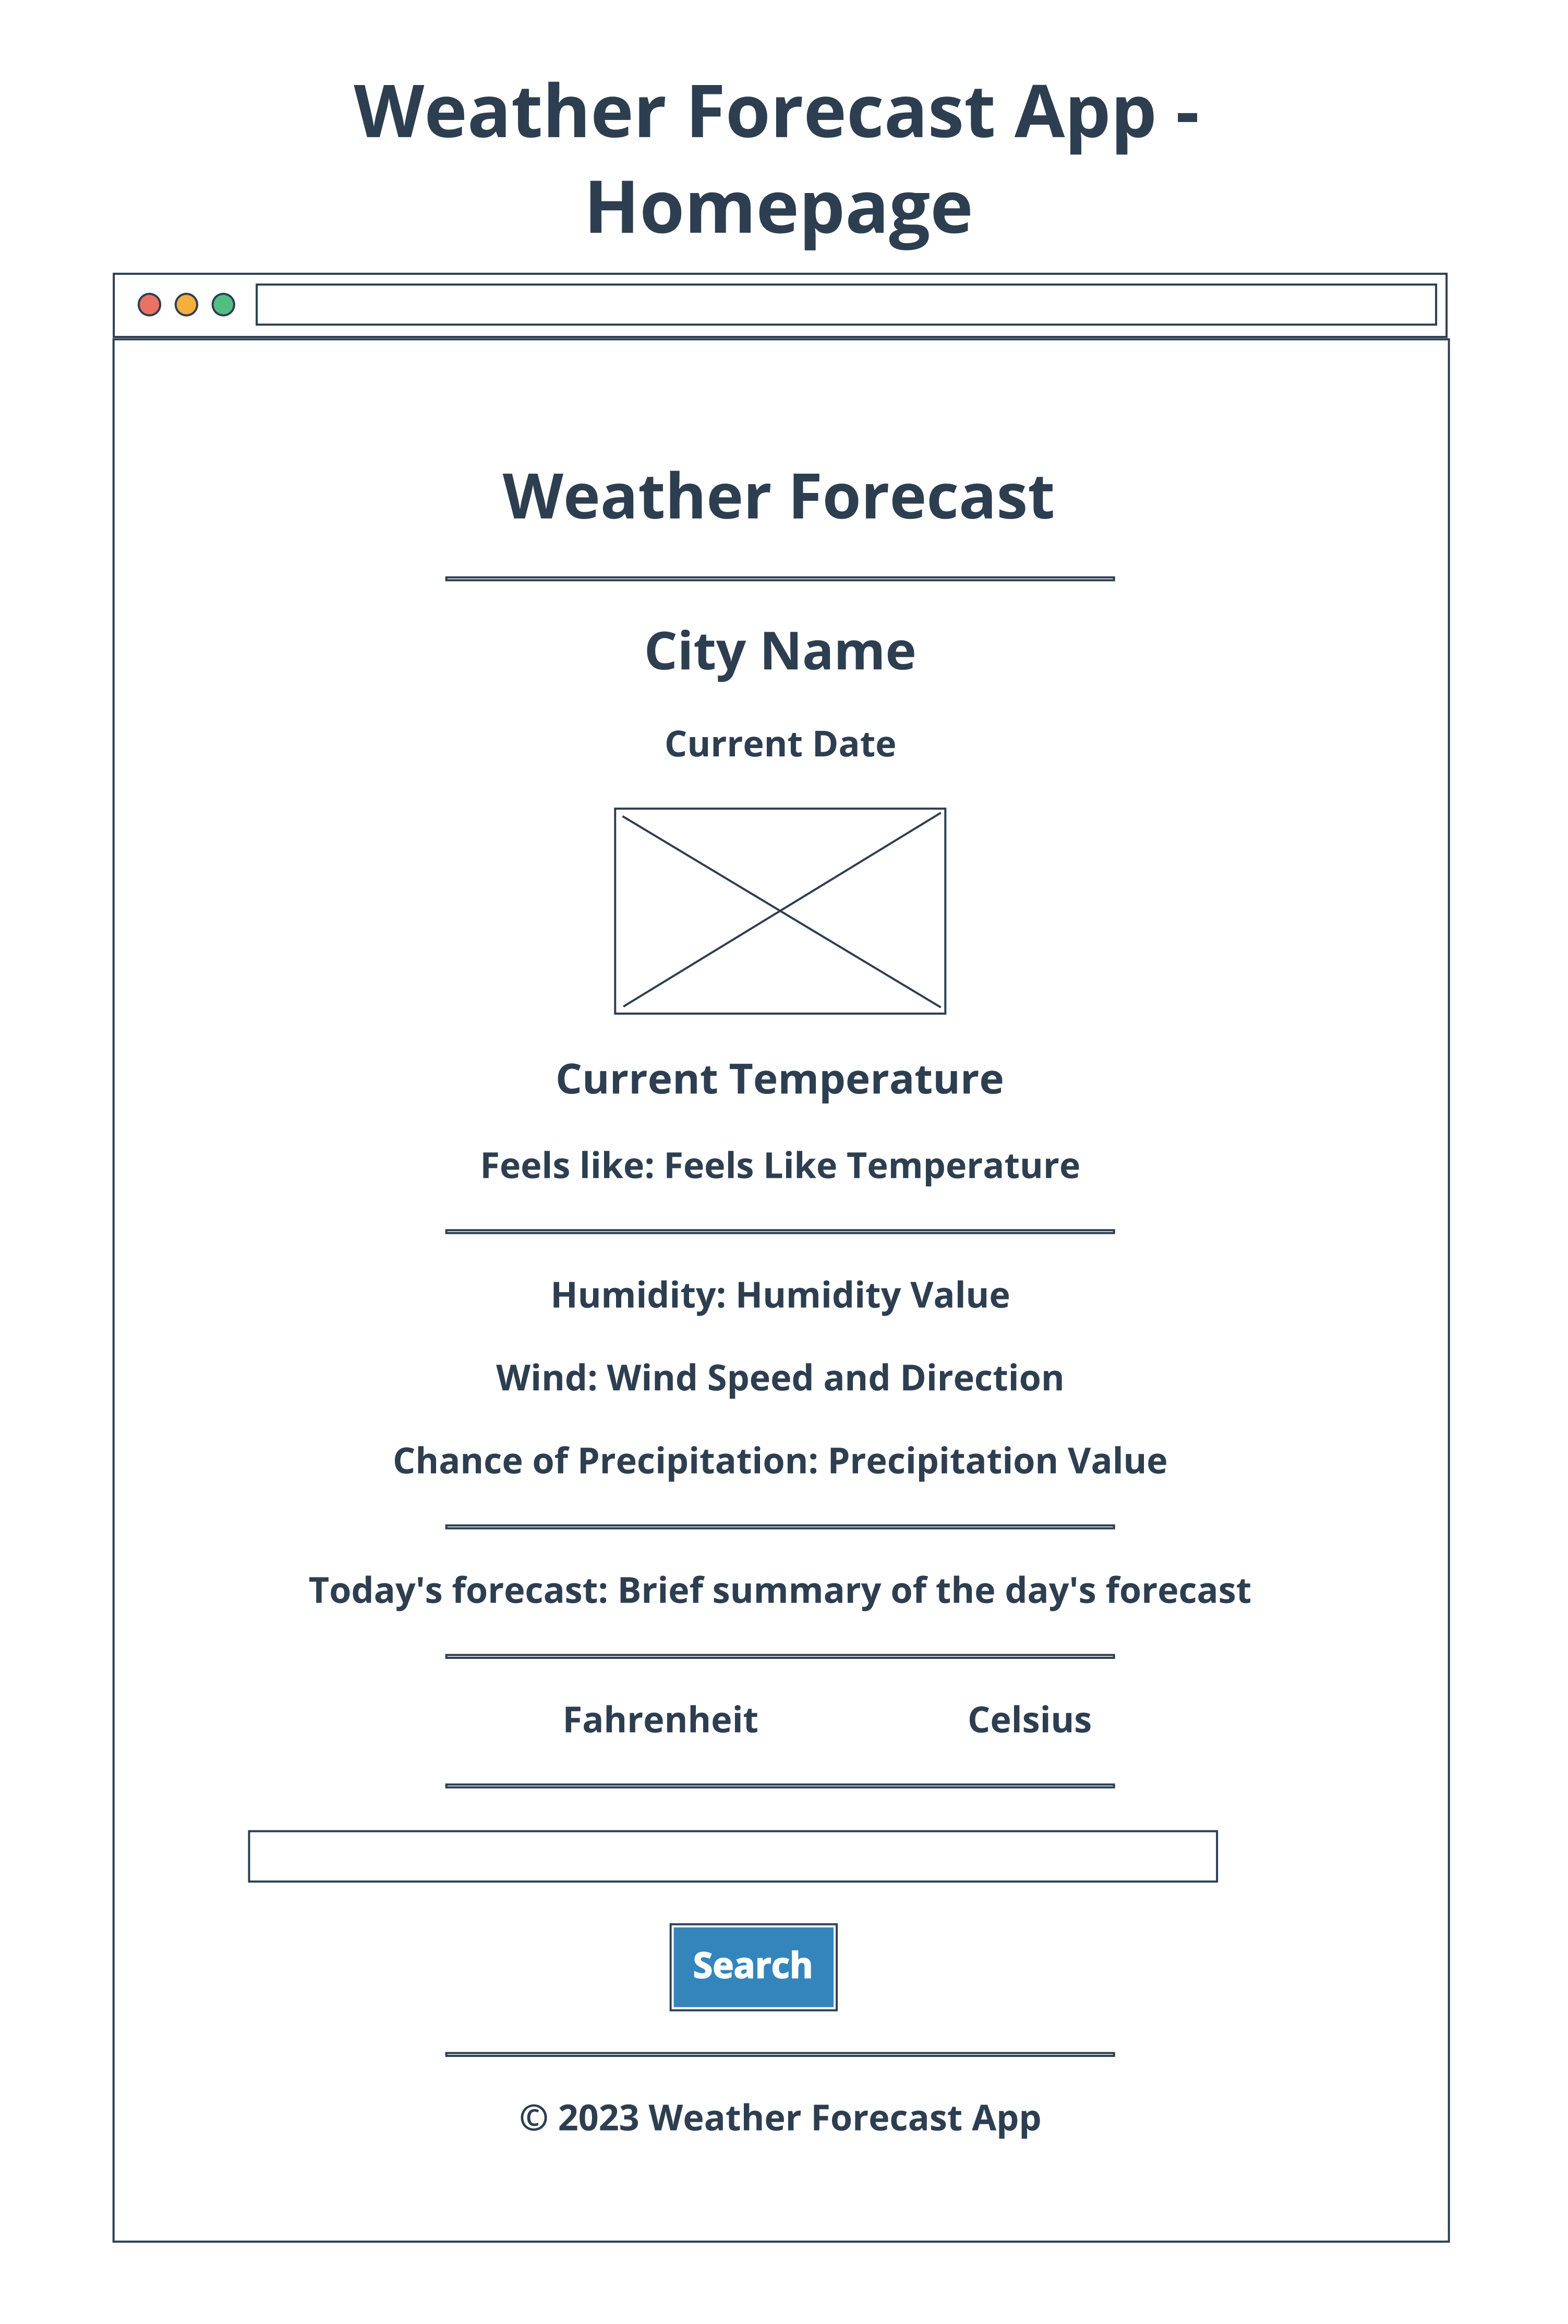 Weather Forecast App -
Homepage
Weather Forecast
City Name
Current Date
Current Temperature
Feels like: Feels Like Temperature
Humidity: Humidity Value
Wind: Wind Speed and Direction
Chance of Precipitation: Precipitation Value
Today's forecast: Brief summary of the day's forecast
Fahrenheit Celsius
Search
© 2023 Weather Forecast App